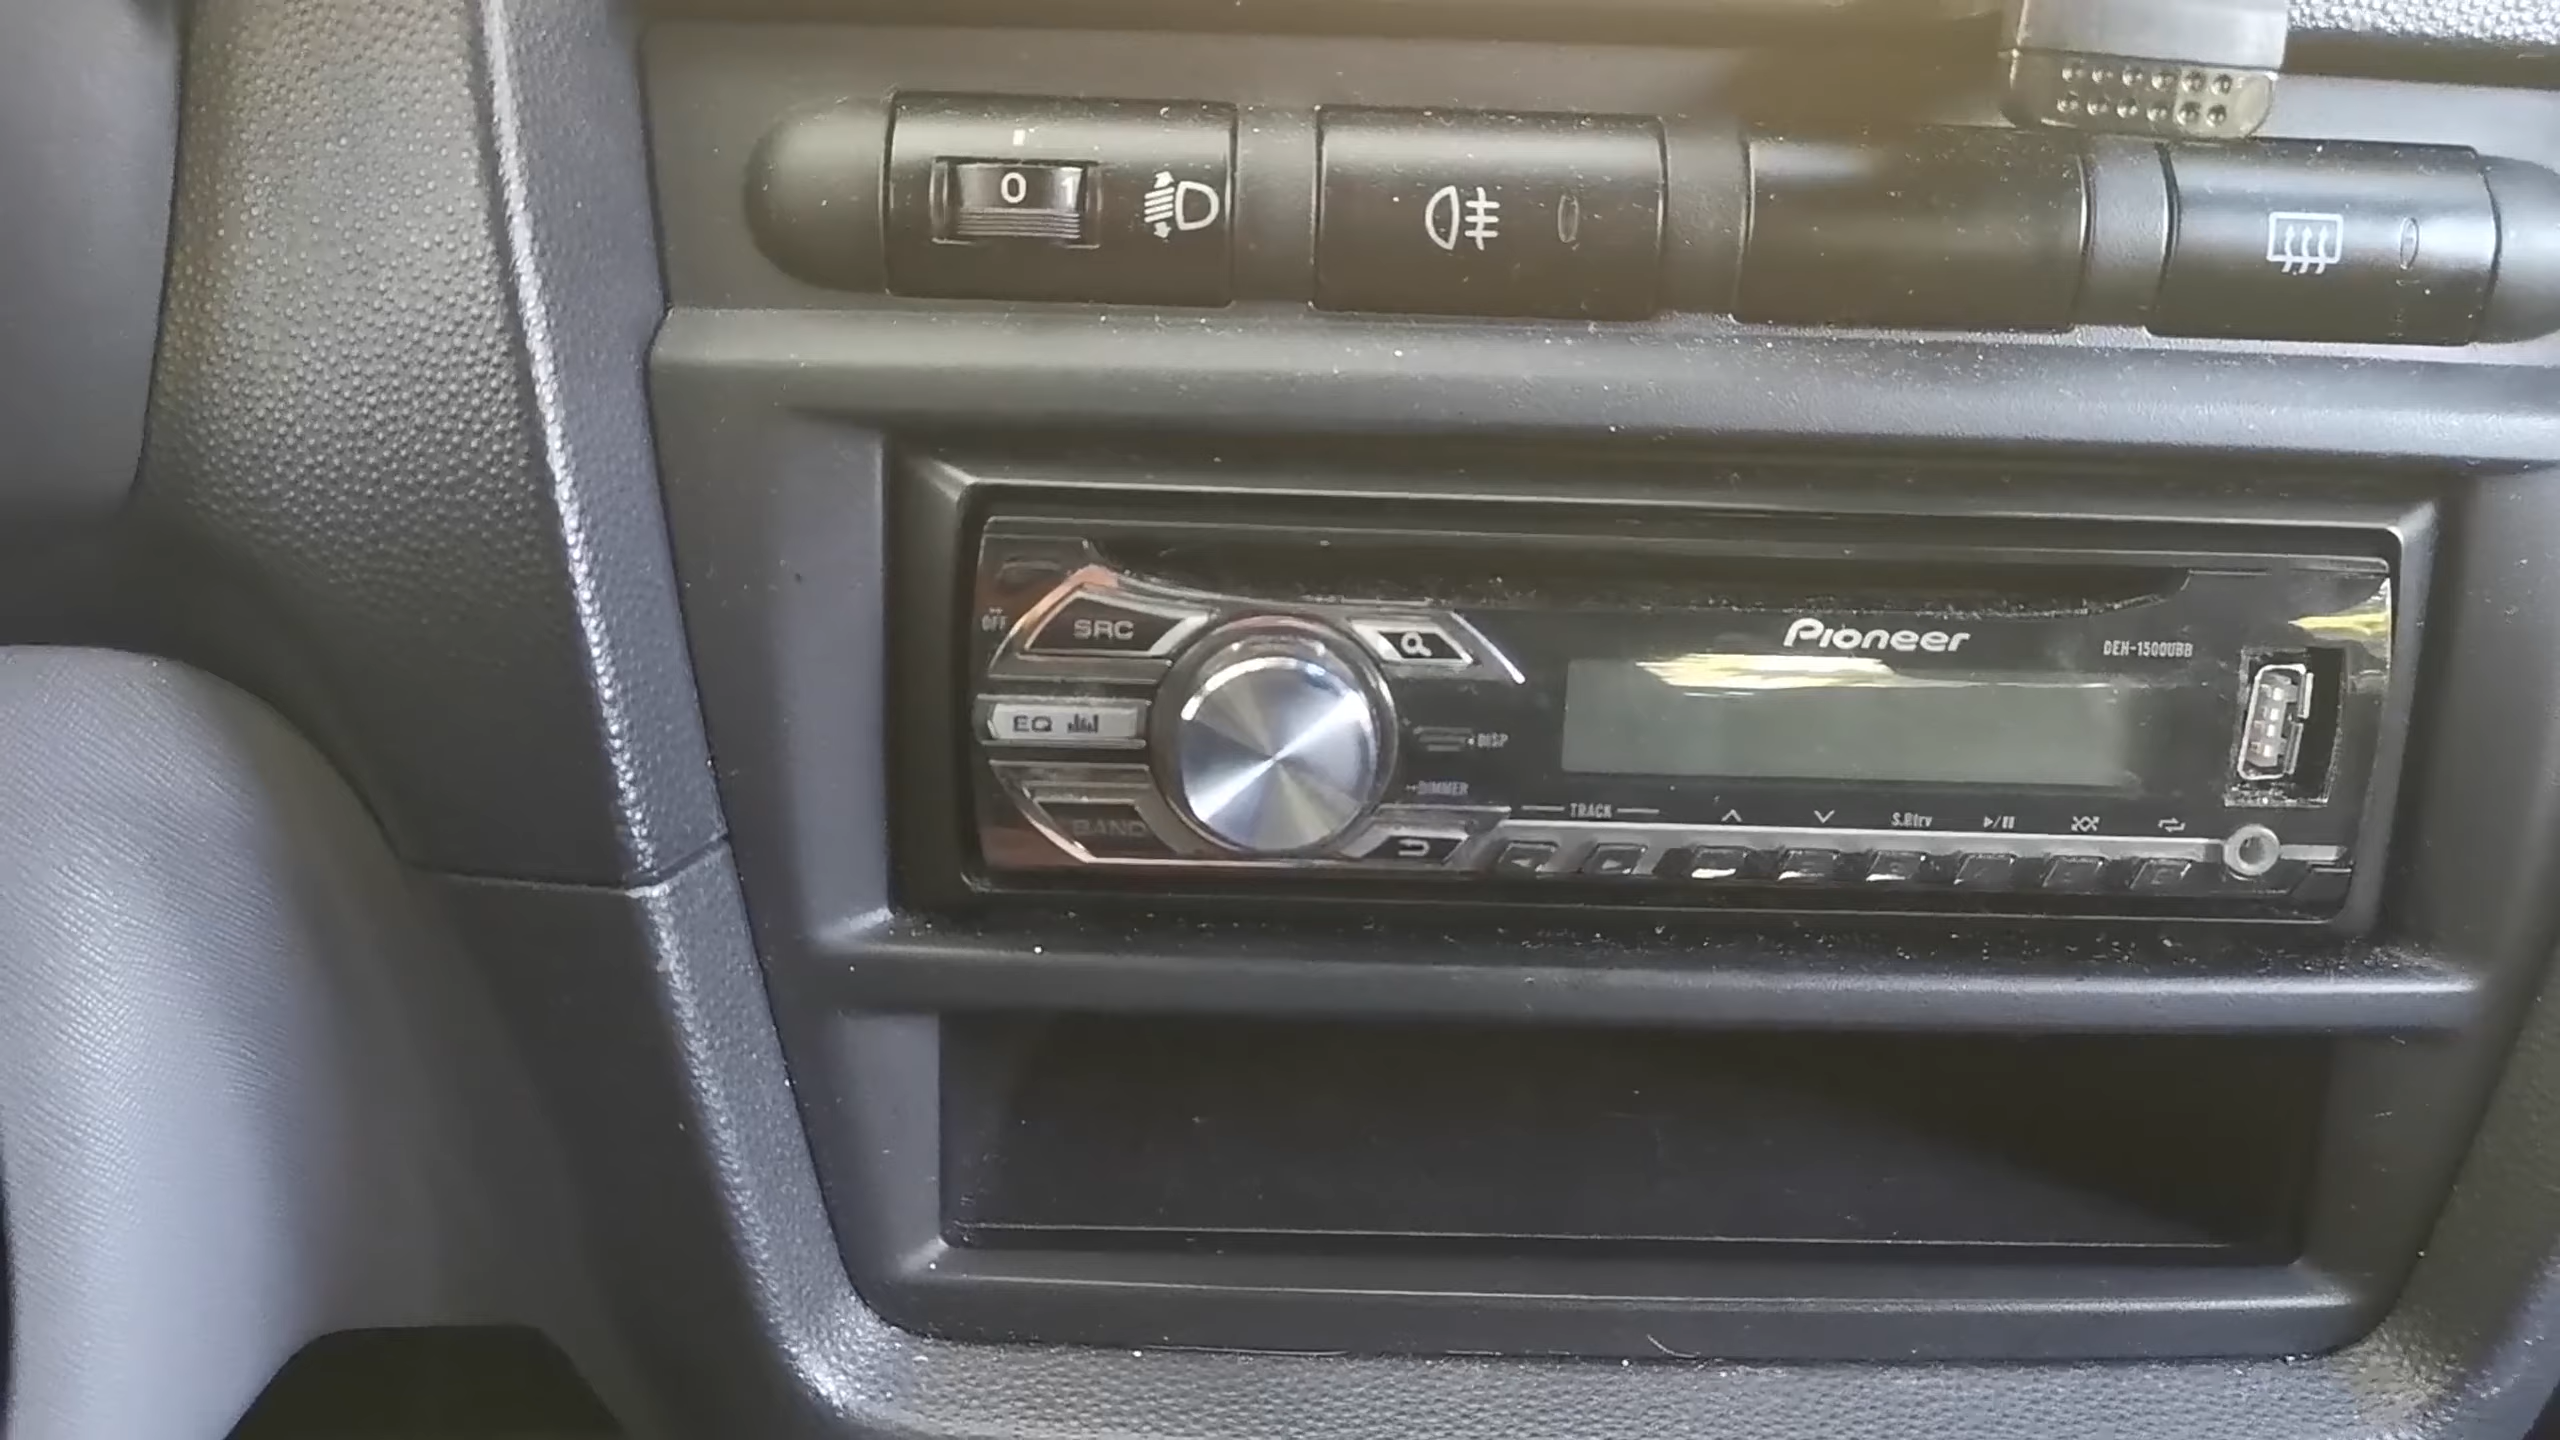 0 1
Pioneer
DEH-1500UBB
OFF
SRC
EQ
DISP
DIMMER
BAND
TRACK
S.Rtrv